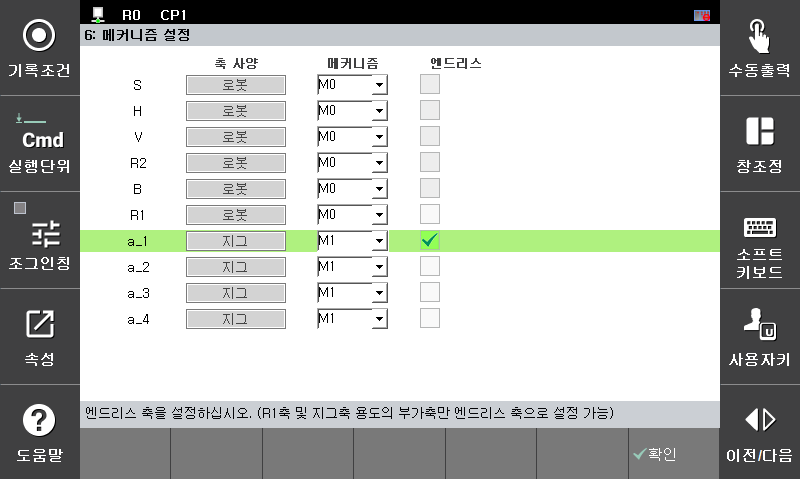 R0 CP1
6: 메커니즘 설정
축 사양 메커니즘 엔드리스
S 로봇 M0
H 로봇 M0
V 로봇 M0
R2 로봇 M0
B 로봇 M0
R1 로봇 M0
a_1 지그 M1
a_2 지그 M1
a_3 지그 M1
a_4 지그 M1
엔드리스 축을 설정하십시오. (R1축 및 지그축 용도의 부가축만 엔드리스 축으로 설정 가능)
확인
기록조건
Cmd
실행단위
조그인칭
속성
?
도움말
수동출력
창조정
소프트
키보드
U
사용자키
이전/다음